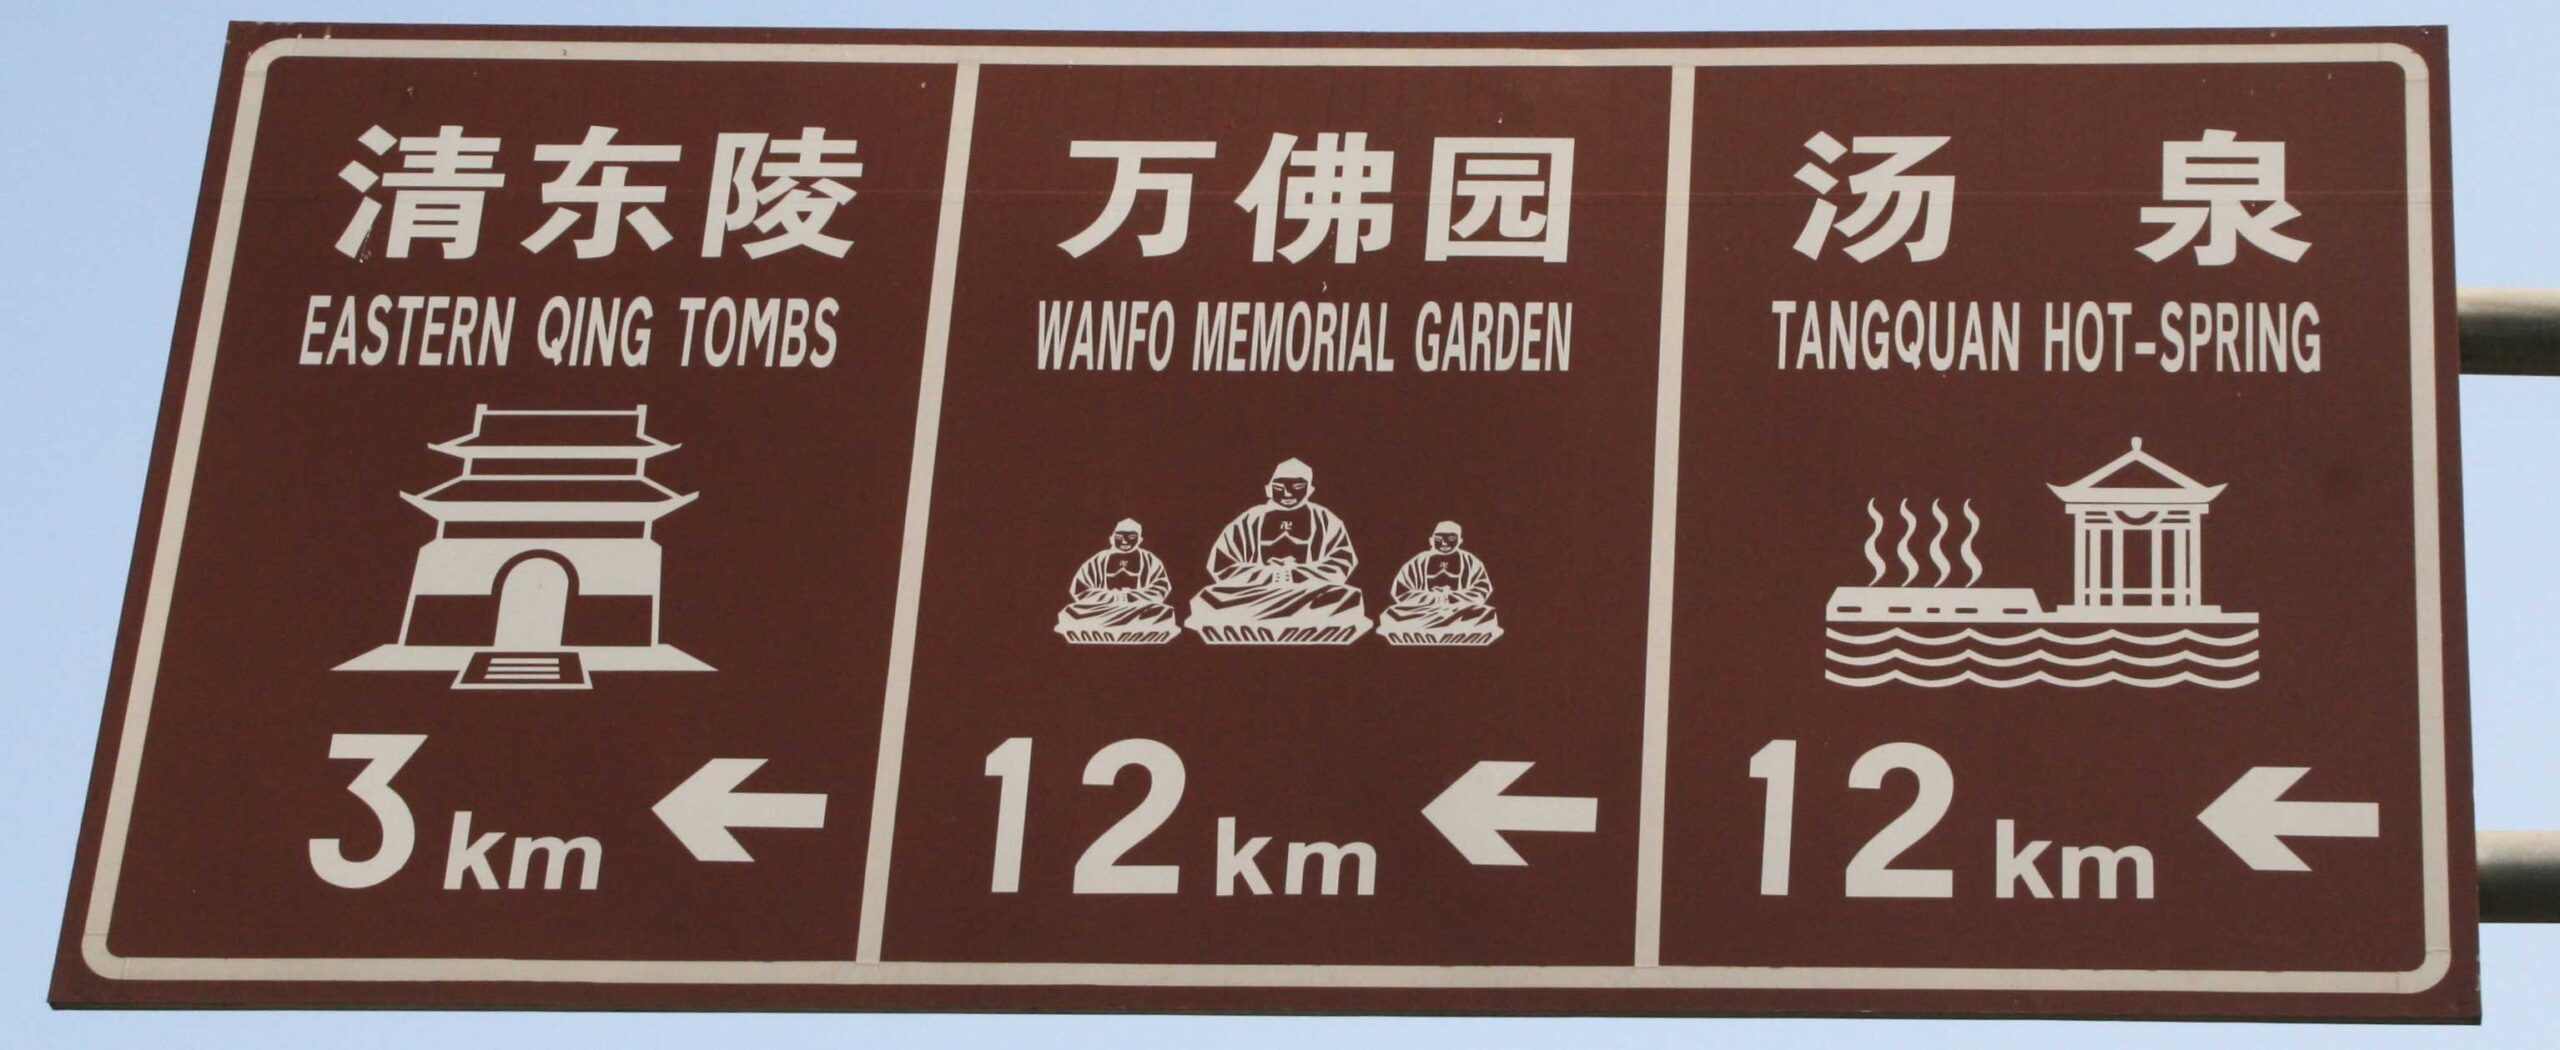 清东陵
EASTERN QING TOMBS
3 km
万佛园
WANFO MEMORIAL GARDEN
12 km
汤泉
TANGQUAN HOT-SPRING
12 km